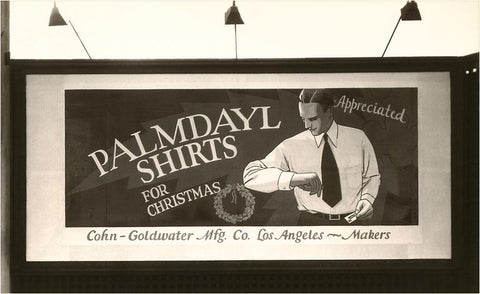 PALMDAYL
SHIRTS
FOR
CHRISTMAS
Appreciated
Cohn - Goldwater Mfg. Co. Los Angeles ~ Makers